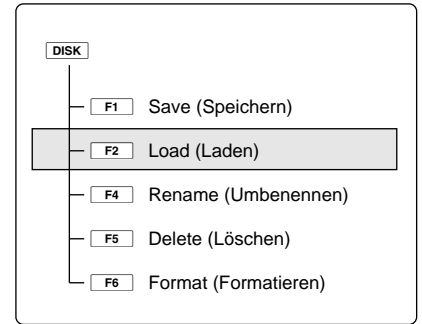 DISK
F1 Save (Speichern)
F2 Load (Laden)
F4 Rename (Umbenennen)
F5 Delete (Löschen)
F6 Format (Formatieren)